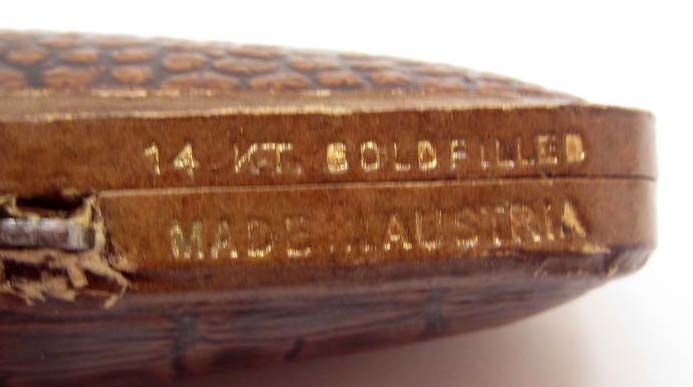 14 KT. GOLDFILLED
MADE IN AUSTRIA